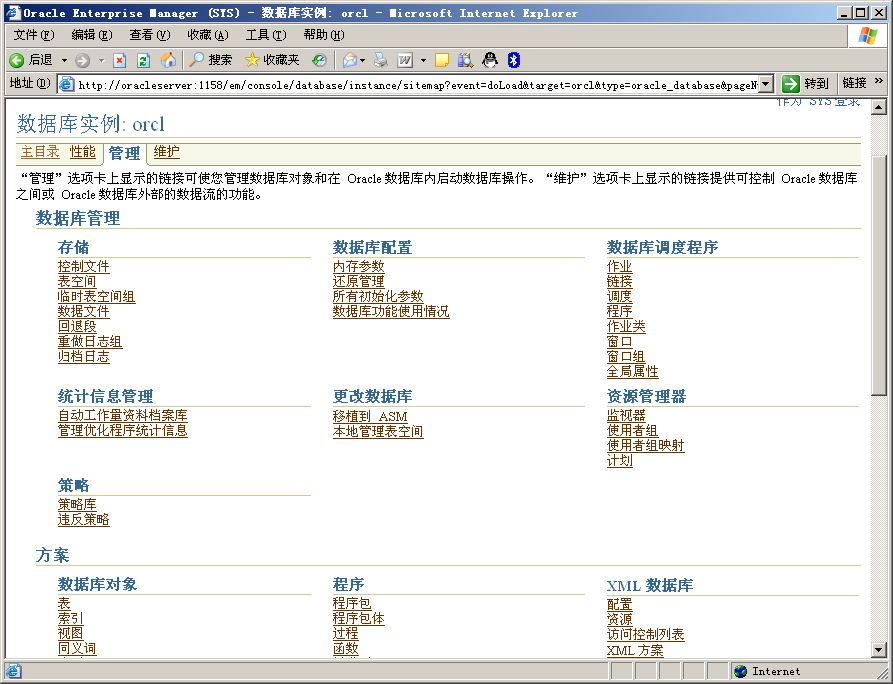 Oracle Enterprise Manager (SYS) - 数据库实例: orcl - Microsoft Internet Explorer
文件(F) 编辑(E) 查看(V) 收藏(A) 工具(T) 帮助(H)
后退 搜索 收藏夹
地址(D) http://oracleserver:1158/em/console/database/instance/sitemap?event=doLoad&target=orcl&type=oracle_database&pageN 转到 链接 »
作为 SYS 登录
数据库实例: orcl
主目录 性能 管理 维护
“管理”选项卡上显示的链接可使您管理数据库对象和在 Oracle 数据库内启动数据库操作。“维护”选项卡上显示的链接提供可控制 Oracle 数据库
之间或 Oracle 数据库外部的数据流的功能。
数据库管理
存储 数据库配置 数据库调度程序
控制文件 内存参数 作业
表空间 还原管理 链接
临时表空间组 所有初始化参数 调度
数据文件 数据库功能使用情况 程序
回退段 作业类
重做日志组 窗口
归档日志 窗口组
全局属性
统计信息管理 更改数据库 资源管理器
自动工作量资料档案库 移植到 ASM 监视器
管理优化程序统计信息 本地管理表空间 使用者组
使用者组映射
计划
策略
策略库
违反策略
方案
数据库对象 程序 XML 数据库
表 程序包 配置
索引 程序包体 资源
视图 过程 访问控制列表
同义词 函数 XML 方案
Internet